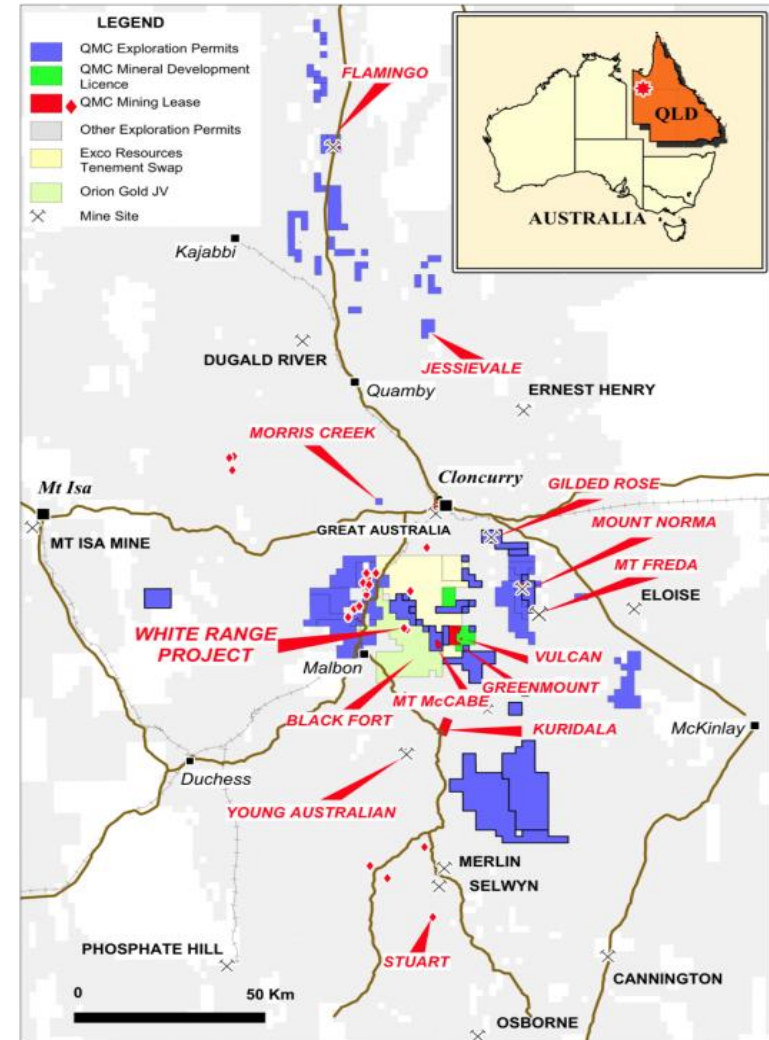 LEGEND
QMC Exploration Permits
QMC Mineral Development
Licence
QMC Mining Lease
Other Exploration Permits
Exco Resources
Tenement Swap
Orion Gold JV
Mine Site
QLD
AUSTRALIA
FLAMINGO
Kajabbi
DUGALD RIVER
JESSIEVALE
Quamby
ERNEST HENRY
MORRIS CREEK
Mt Isa
Cloncurry
GILDED ROSE
MOUNT NORMA
GREAT AUSTRALIA
MT ISA MINE
MT FREDA
ELOISE
WHITE RANGE
PROJECT
Malbon
VULCAN
MT McCABE
GREENMOUNT
BLACK FORT
KURIDALA
McKinlay
Duchess
YOUNG AUSTRALIAN
MERLIN
SELWYN
PHOSPHATE HILL
STUART
CANNINGTON
0 50 Km
OSBORNE